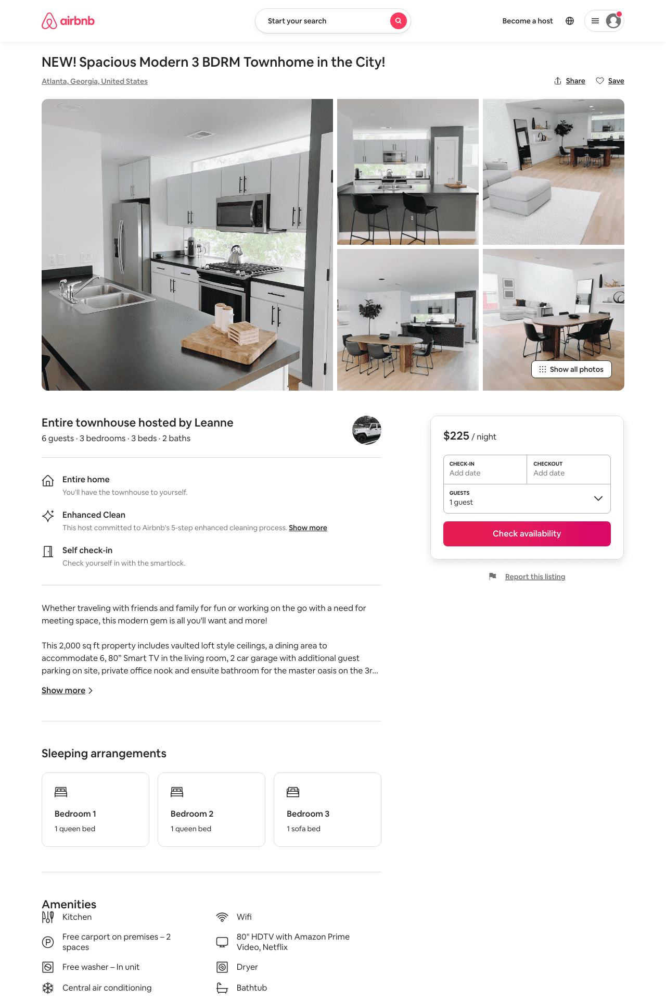 airbnb
Start your search
Become a host
NEW! Spacious Modern 3 BDRM Townhome in the City!
Atlanta, Georgia, United States
Share
Save
Show all photos
Entire townhouse hosted by Leanne
6 guests · 3 bedrooms · 3 beds · 2 baths
Entire home
You’ll have the townhouse to yourself.
Enhanced Clean
This host committed to Airbnb's 5-step enhanced cleaning process. Show more
Self check-in
Check yourself in with the smartlock.
$225 / night
CHECK-IN
Add date
CHECKOUT
Add date
GUESTS
1 guest
Check availability
Report this listing
Whether traveling with friends and family for fun or working on the go with a need for
meeting space, this modern gem is all you'll want and more!
This 2,000 sq ft property includes vaulted loft style ceilings, a dining area to
accommodate 6, 80” Smart TV in the living room, 2 car garage with additional guest
parking on site, private office nook and ensuite bathroom for the master oasis on the 3r...
Show more
Sleeping arrangements
Bedroom 1
1 queen bed
Bedroom 2
1 queen bed
Bedroom 3
1 sofa bed
Amenities
Kitchen
Wifi
Free carport on premises – 2
spaces
80" HDTV with Amazon Prime
Video, Netflix
Free washer – In unit
Dryer
Central air conditioning
Bathtub